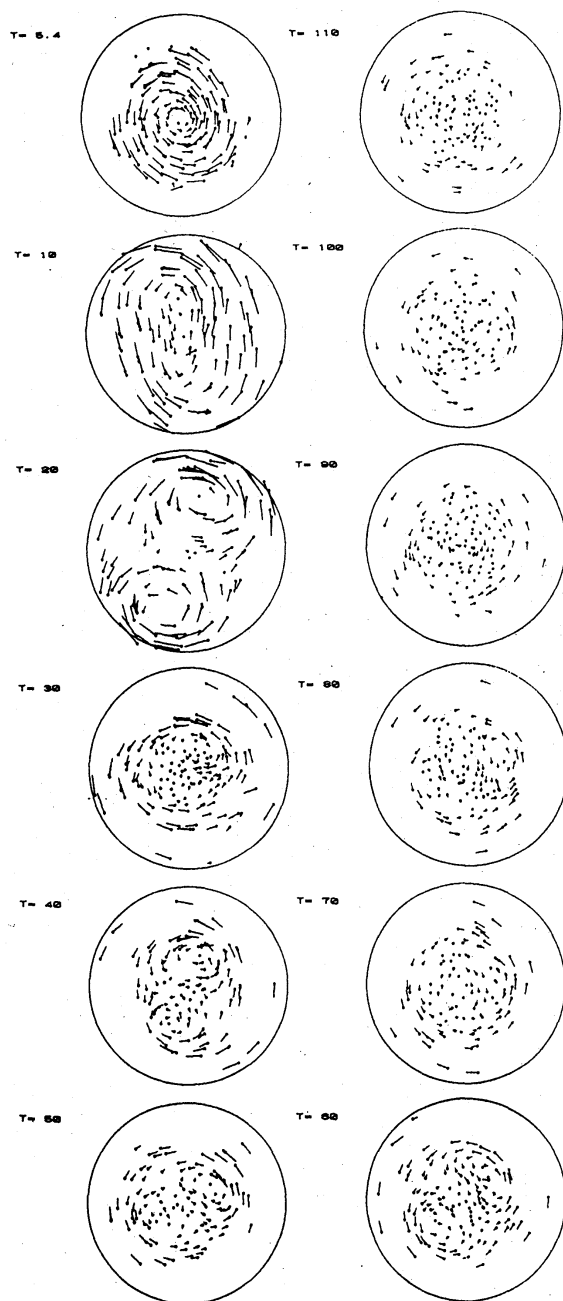 T= 5.4
T= 110
T= 10
T= 100
T= 20
T= 90
T= 30
T= 80
T= 40
T= 70
T= 50
T= 60